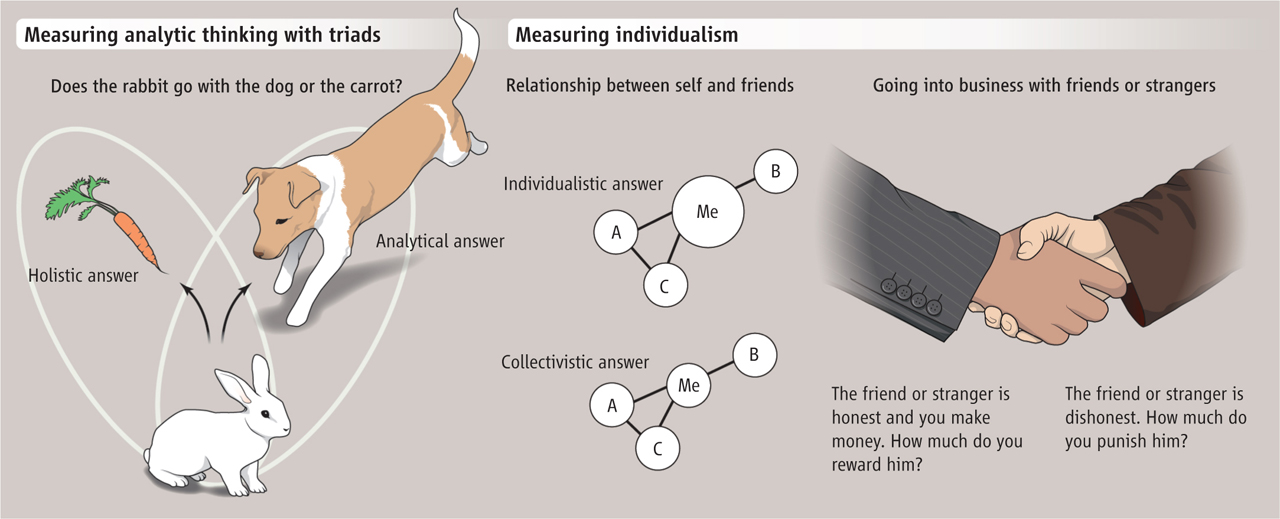 Measuring analytic thinking with triads
Does the rabbit go with the dog or the carrot?
Holistic answer
Analytical answer
Measuring individualism
Relationship between self and friends
Individualistic answer
A
Me
B
C
Collectivistic answer
A
Me
B
C
Going into business with friends or strangers
The friend or stranger is
honest and you make
money. How much do you
reward him?
The friend or stranger is
dishonest. How much do
you punish him?